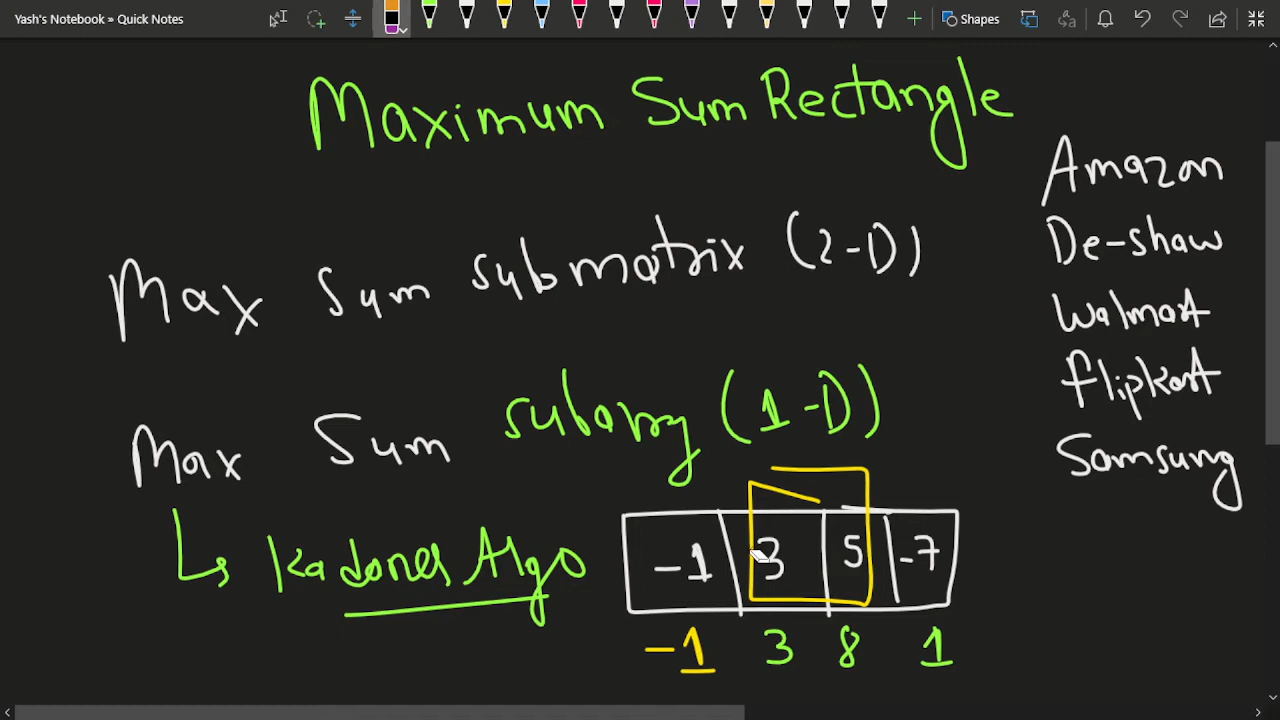 Yash's Notebook » Quick Notes
Shapes
Maximum Sum Rectangle
Max Sum submatrix (2-D)
Max Sum subarray (1-D)
Kadones Algo
-1 3 5 -7
-1 3 8 1
Amazon
De-shaw
Walmart
flipkart
Samsung